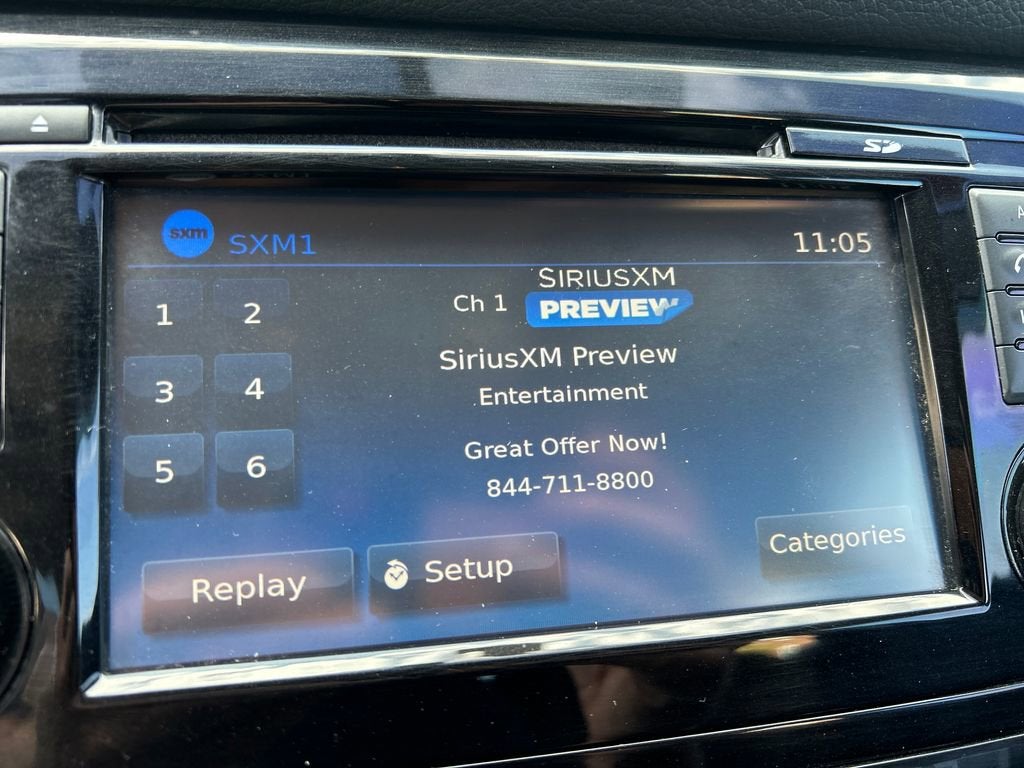 SD
sxm
SXM1
11:05
SIRIUSXM
Ch 1
PREVIEW
1
2
SiriusXM Preview
3
4
Entertainment
5
6
Great Offer Now!
844-711-8800
Replay
Setup
Categories